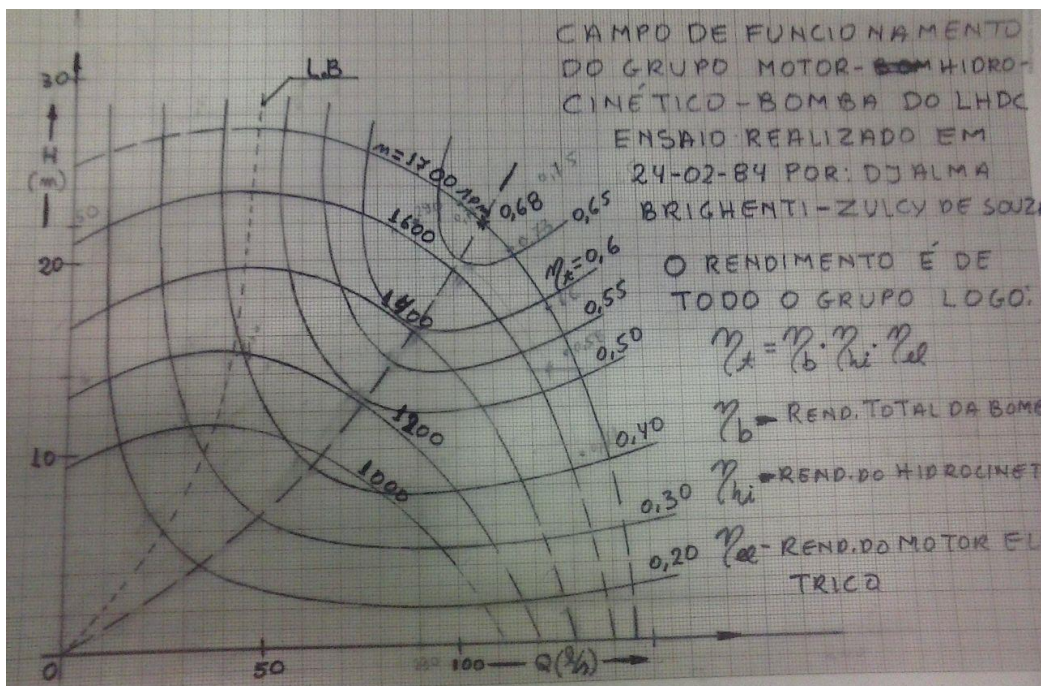 CAMPO DE FUNCIONAMENTO
DO GRUPO MOTOR- HIDRO-
CINÉTICO-BOMBA DO LHDC
ENSAIO REALIZADO EM
24-02-84 POR: DJALMA
BRIGHENTI-ZULCY DE SOUZA
O RENDIMENTO É DE
TODO O GRUPO LOGO:
ηt = ηb · ηhi · ηel
ηb - REND. TOTAL DA BOMB
ηhi - REND. DO HIDROCINET
ηel - REND. DO MOTOR EL
TRICO
L.B
30
H
(m)
20
10
0
50
100
Q(l/s)
n=1700 rpm
1600
1400
1200
1000
0,68
0,65
ηt=0,6
0,55
0,50
0,40
0,30
0,20